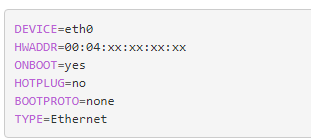 DEVICE=eth0
HWADDR=00:04:xx:xx:xx:xx
ONBOOT=yes
HOTPLUG=no
BOOTPROTO=none
TYPE=Ethernet